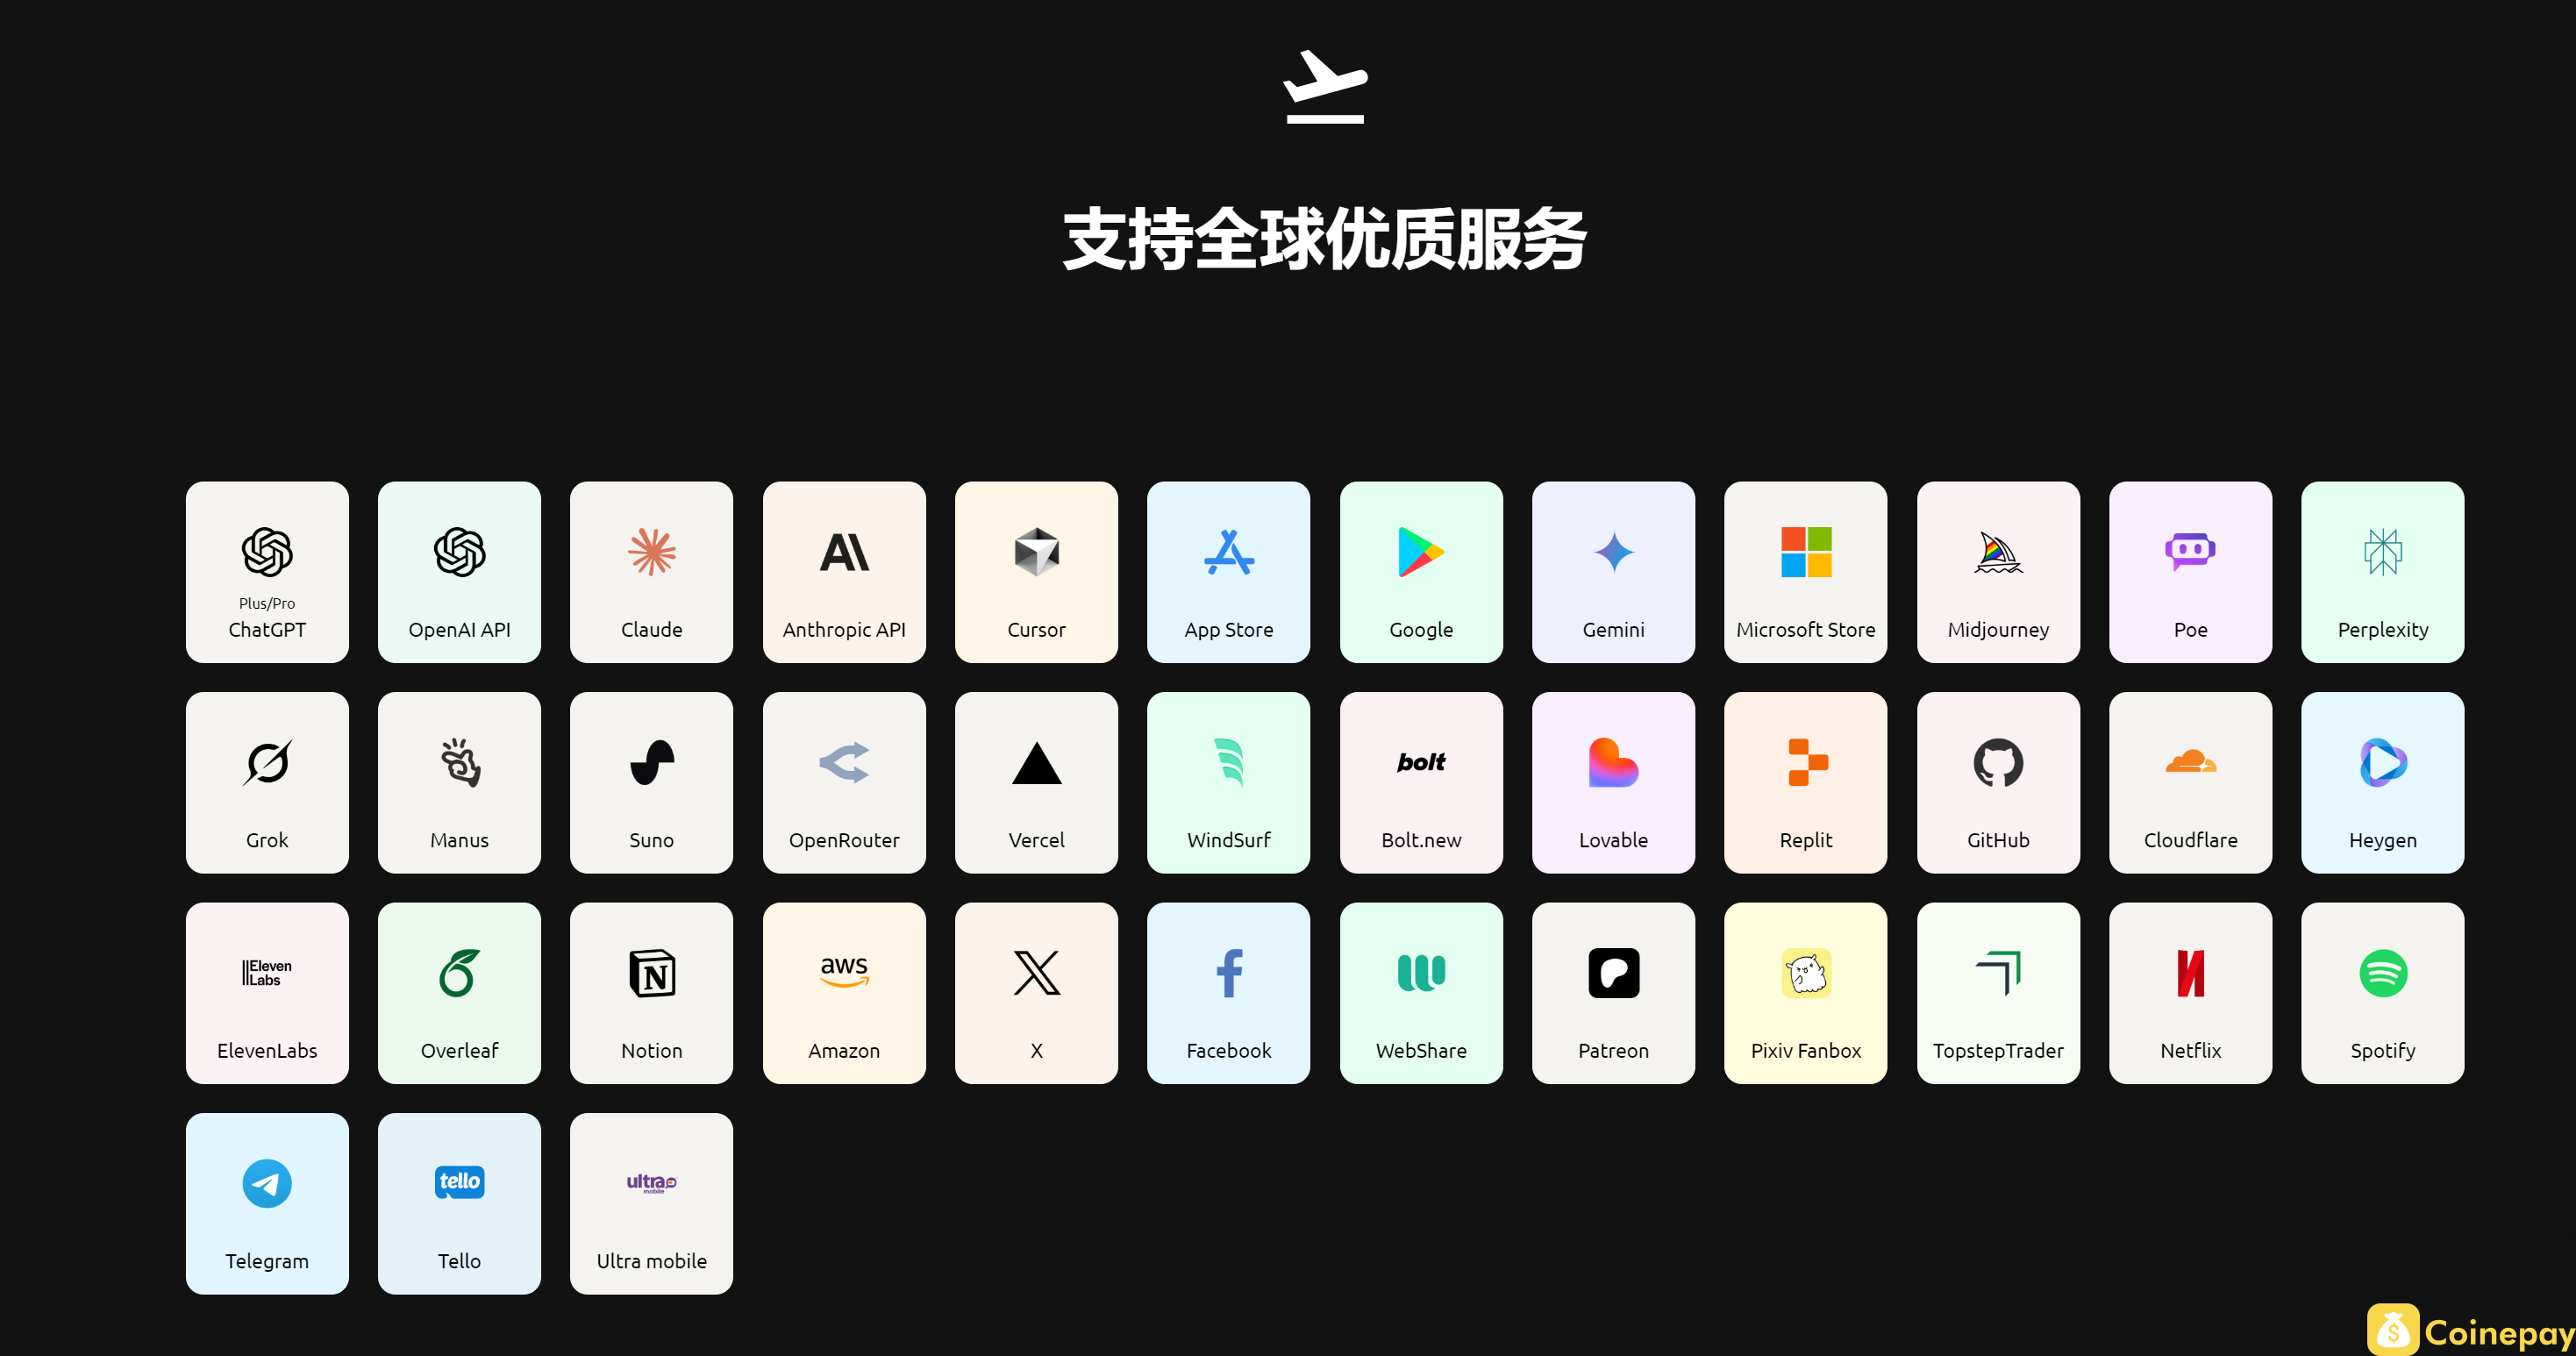 支持全球优质服务
Plus/Pro
ChatGPT
OpenAI API
Claude
Anthropic API
Cursor
App Store
Google
Gemini
Microsoft Store
Midjourney
Poe
Perplexity
Grok
Manus
Suno
OpenRouter
Vercel
WindSurf
bolt
Bolt.new
Lovable
Replit
GitHub
Cloudflare
Heygen
Eleven
Labs
ElevenLabs
Overleaf
N
Notion
aws
Amazon
X
Facebook
WebShare
Patreon
Pixiv Fanbox
TopstepTrader
Netflix
Spotify
Telegram
tello
Tello
ultra
mobile
Ultra mobile
Coinepay